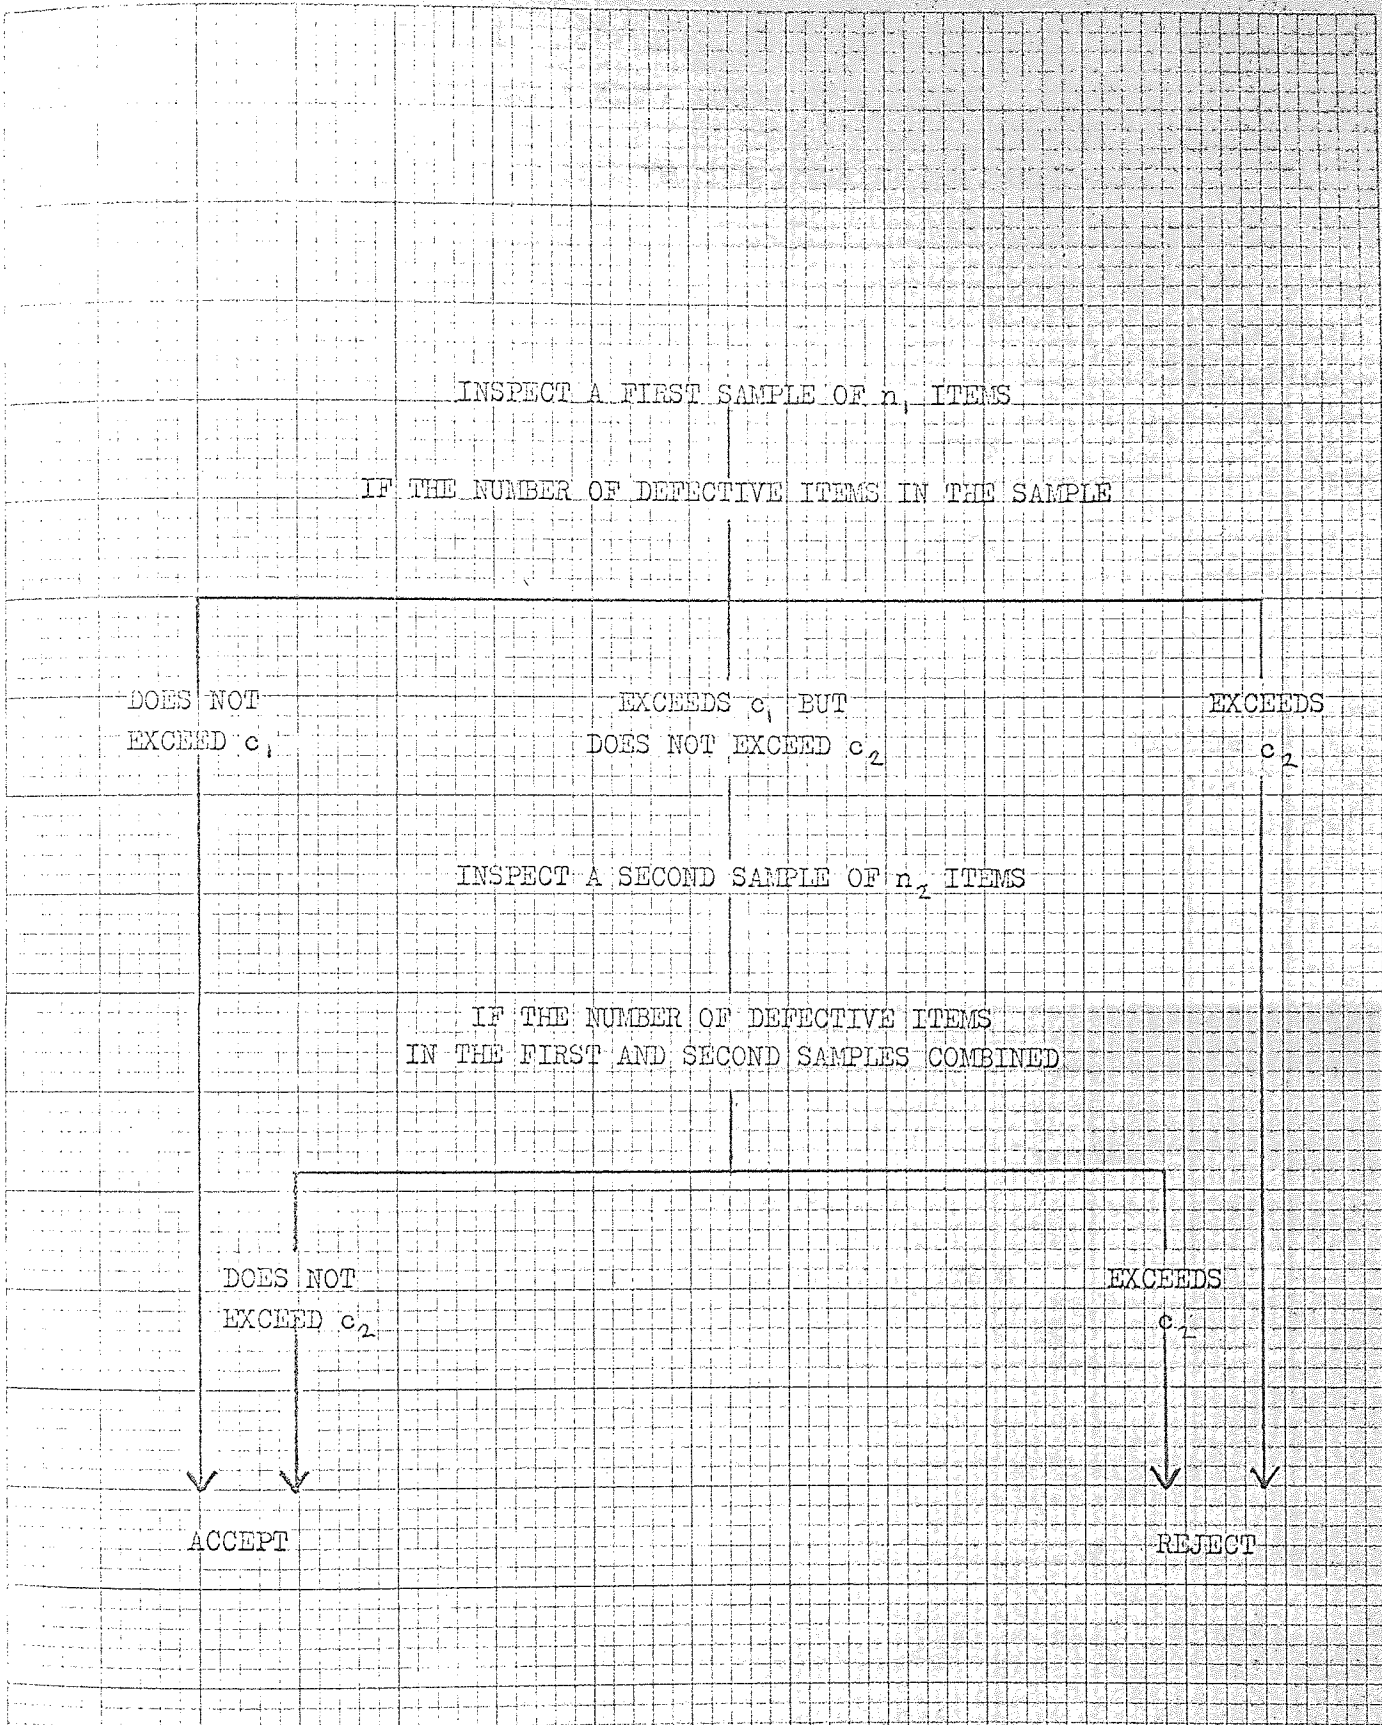 INSPECT A FIRST SAMPLE OF n₁ ITEMS
IF THE NUMBER OF DEFECTIVE ITEMS IN THE SAMPLE
DOES NOT
EXCEED c₁
EXCEEDS c₁ BUT
DOES NOT EXCEED c₂
EXCEEDS
c₂
INSPECT A SECOND SAMPLE OF n₂ ITEMS
IF THE NUMBER OF DEFECTIVE ITEMS
IN THE FIRST AND SECOND SAMPLES COMBINED
DOES NOT
EXCEED c₂
EXCEEDS
c₂
ACCEPT
REJECT